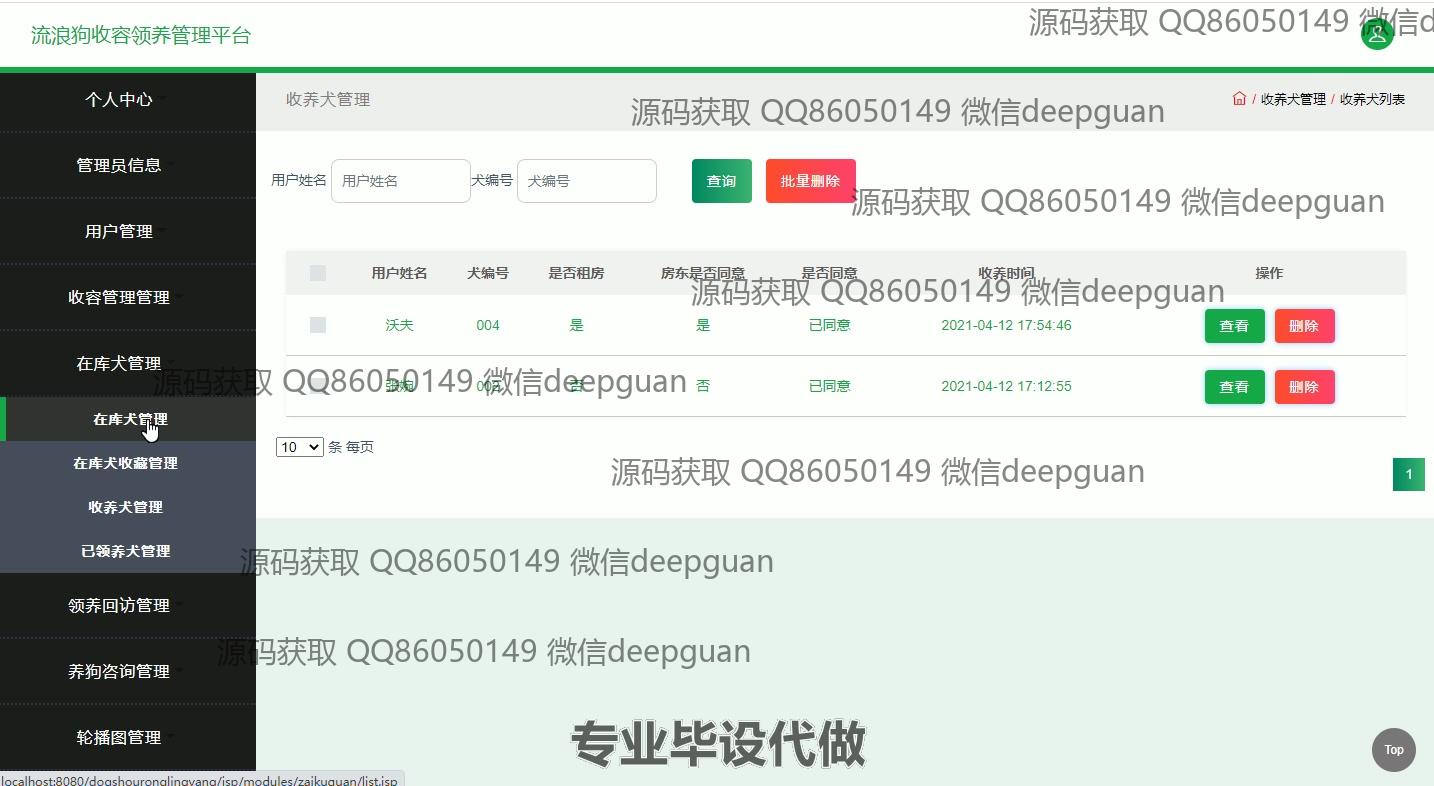 流浪狗收容领养管理平台
源码获取 QQ86050149 微信d
个人中心
收养犬管理
/ 收养犬管理 / 收养犬列表
源码获取 QQ86050149 微信deepguan
管理员信息
用户姓名 用户姓名 犬编号 犬编号 查询 批量删除
源码获取 QQ86050149 微信deepguan
用户管理
用户姓名 犬编号 是否租房 房东是否同意 是否同意 收养时间 操作
源码获取 QQ86050149 微信deepguan
收容管理管理
沃夫 004 是 是 已同意 2021-04-12 17:54:46 查看 删除
在库犬管理
源码获取 QQ86050149 微信deepguan
否 否 已同意 2021-04-12 17:12:55 查看 删除
在库犬管理
10 条 每页
在库犬收藏管理
源码获取 QQ86050149 微信deepguan
1
收养犬管理
已领养犬管理
源码获取 QQ86050149 微信deepguan
领养回访管理
源码获取 QQ86050149 微信deepguan
养狗咨询管理
轮播图管理
专业毕设代做
Top
localhost:8080/dogshouronglingyang/jsp/modules/zaikuquan/list.jsp